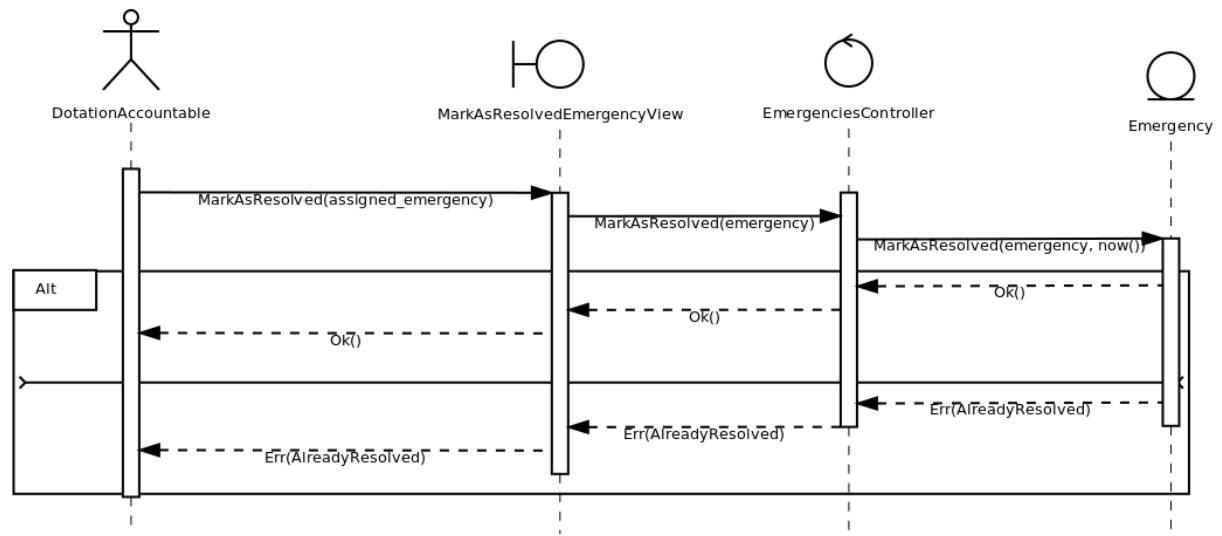 DotationAccountable
MarkAsResolvedEmergencyView
EmergenciesController
Emergency
MarkAsResolved(assigned_emergency)
MarkAsResolved(emergency)
MarkAsResolved(emergency, now())
Alt
Ok()
Ok()
Ok()
Err(AlreadyResolved)
Err(AlreadyResolved)
Err(AlreadyResolved)